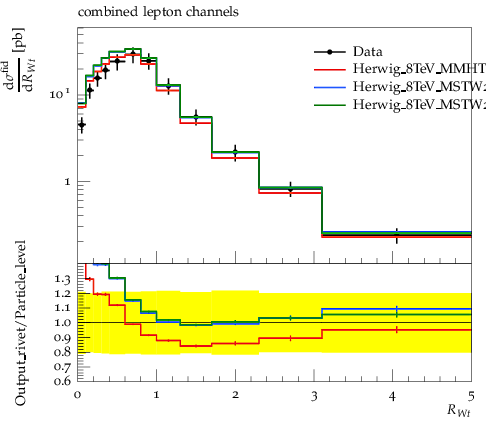 combined lepton channels
dσ^fid / dR_Wt [pb]
10^1
1
Data
Herwig_8TeV_MMHT
Herwig_8TeV_MSTW
Herwig_8TeV_MSTW
Output_rivet/Particle_level
1.3
1.2
1.1
1.0
0.9
0.8
0.7
0.6
0 1 2 3 4 5
R_Wt